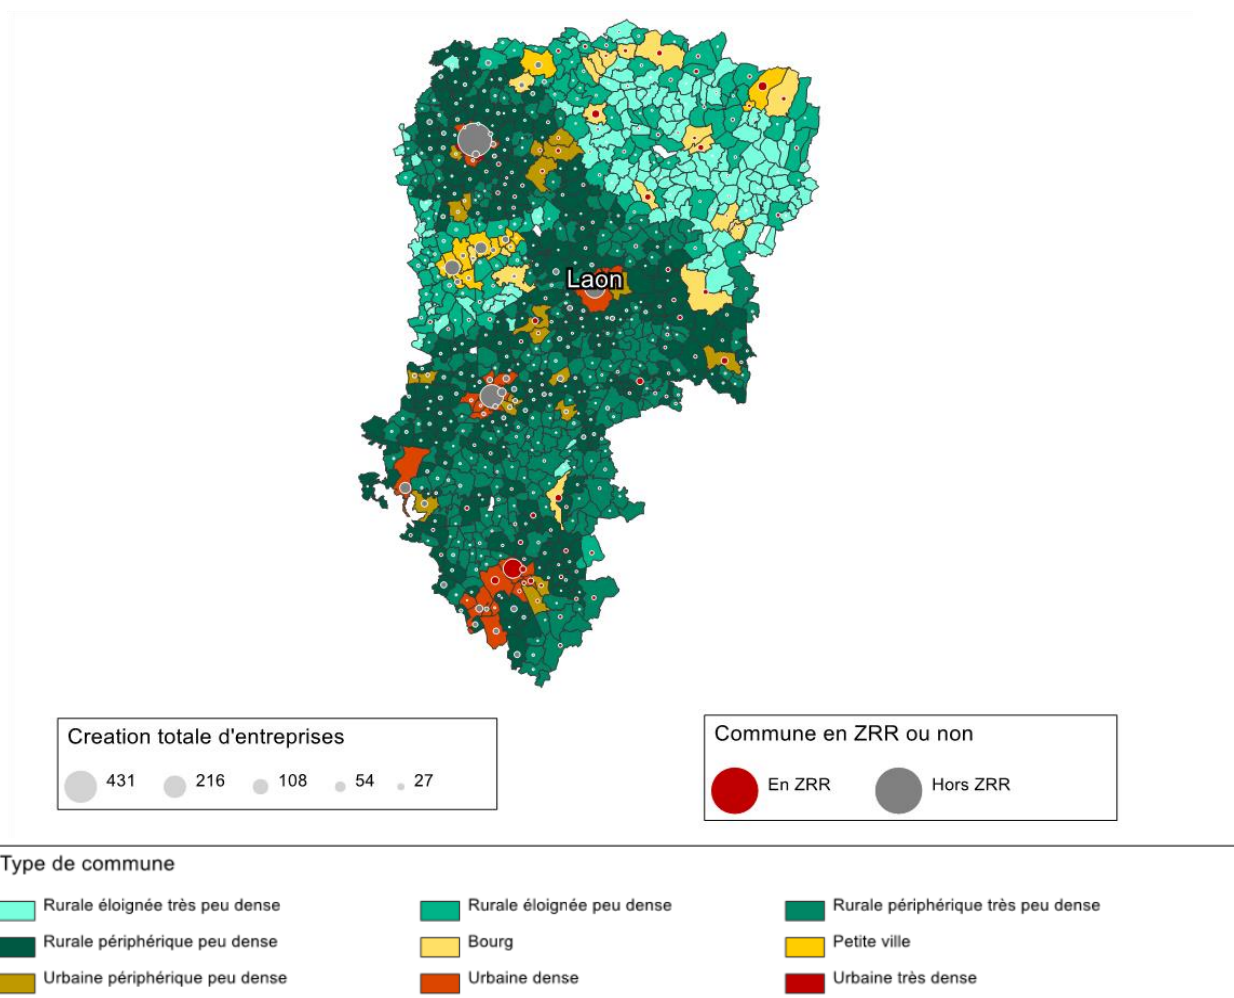 Laon
Creation totale d'entreprises
431 216 108 54 27
Commune en ZRR ou non
En ZRR Hors ZRR
Type de commune
Rurale éloignée très peu dense Rurale éloignée peu dense Rurale périphérique très peu dense
Rurale périphérique peu dense Bourg Petite ville
Urbaine périphérique peu dense Urbaine dense Urbaine très dense